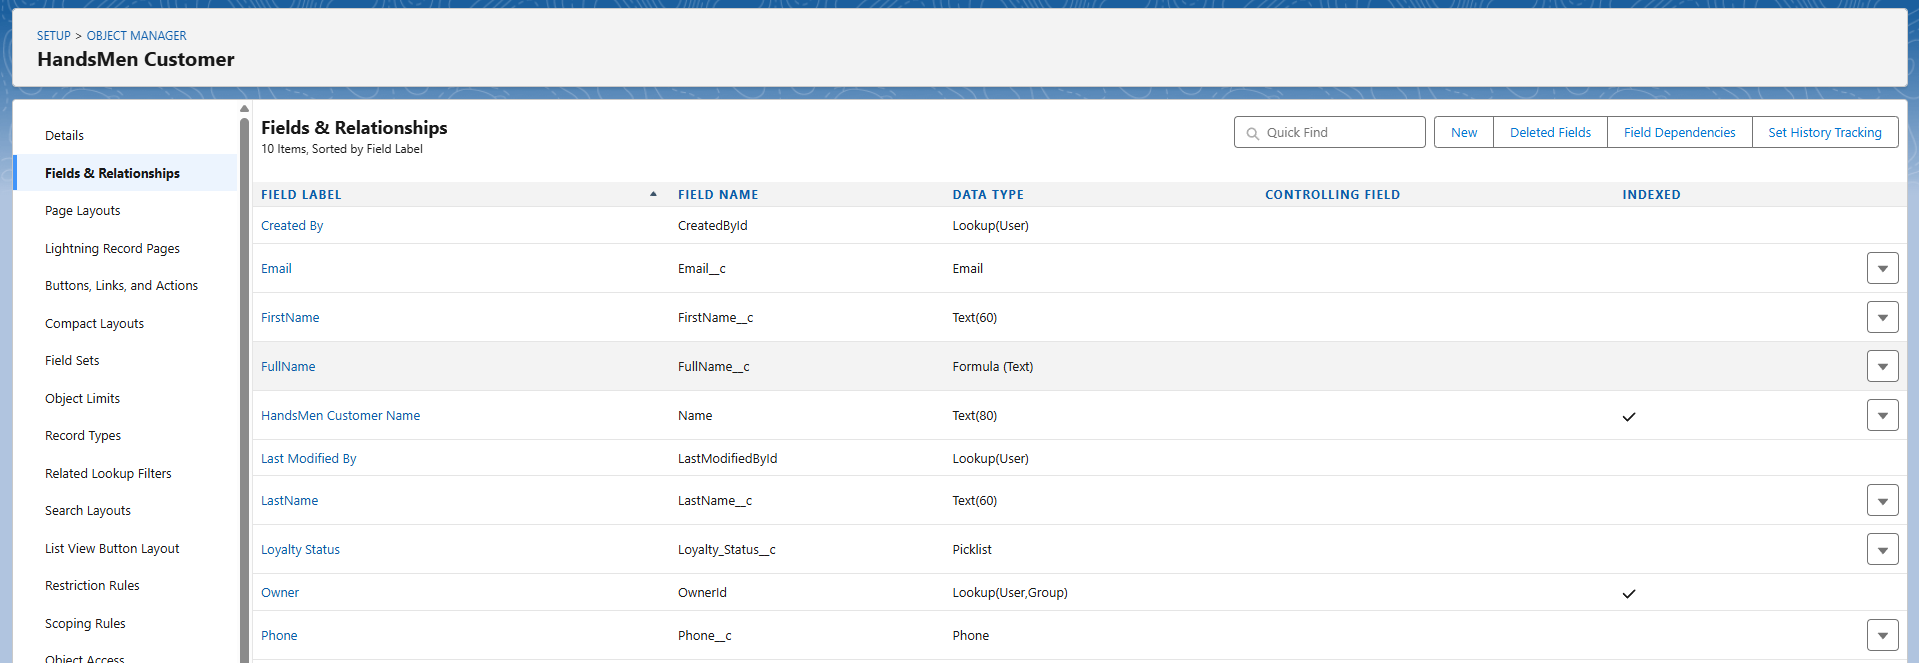 SETUP > OBJECT MANAGER
HandsMen Customer
Details
Fields & Relationships
Page Layouts
Lightning Record Pages
Buttons, Links, and Actions
Compact Layouts
Field Sets
Object Limits
Record Types
Related Lookup Filters
Search Layouts
List View Button Layout
Restriction Rules
Scoping Rules
Object Access
Fields & Relationships
10 Items, Sorted by Field Label
Quick Find New Deleted Fields Field Dependencies Set History Tracking
FIELD LABEL FIELD NAME DATA TYPE CONTROLLING FIELD INDEXED
Created By CreatedById Lookup(User)
Email Email__c Email
FirstName FirstName__c Text(60)
FullName FullName__c Formula (Text)
HandsMen Customer Name Name Text(80)
Last Modified By LastModifiedById Lookup(User)
LastName LastName__c Text(60)
Loyalty Status Loyalty_Status__c Picklist
Owner OwnerId Lookup(User,Group)
Phone Phone__c Phone